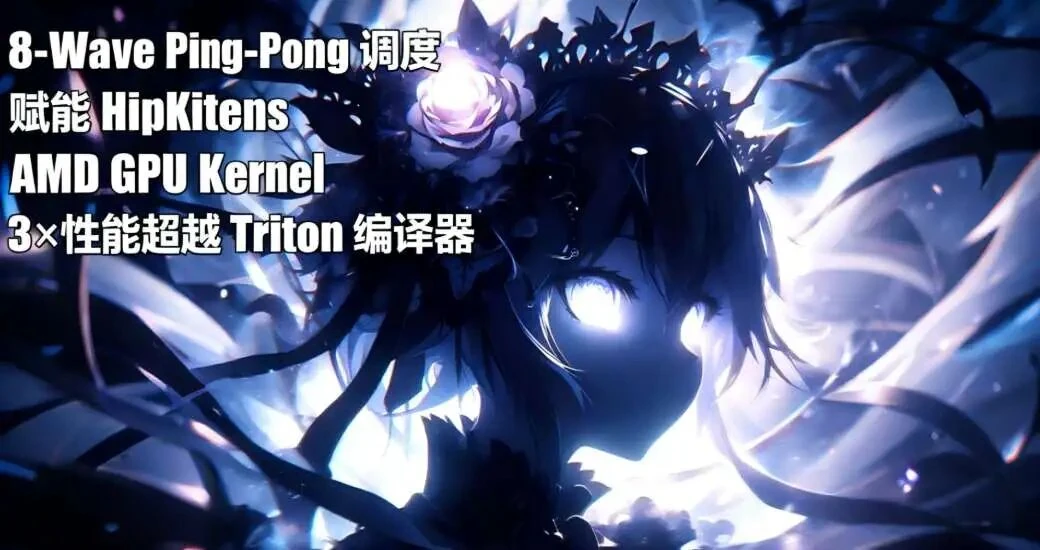 8-Wave Ping-Pong 调度
赋能 HipKitens
AMD GPU Kernel
3×性能超越 Triton 编译器